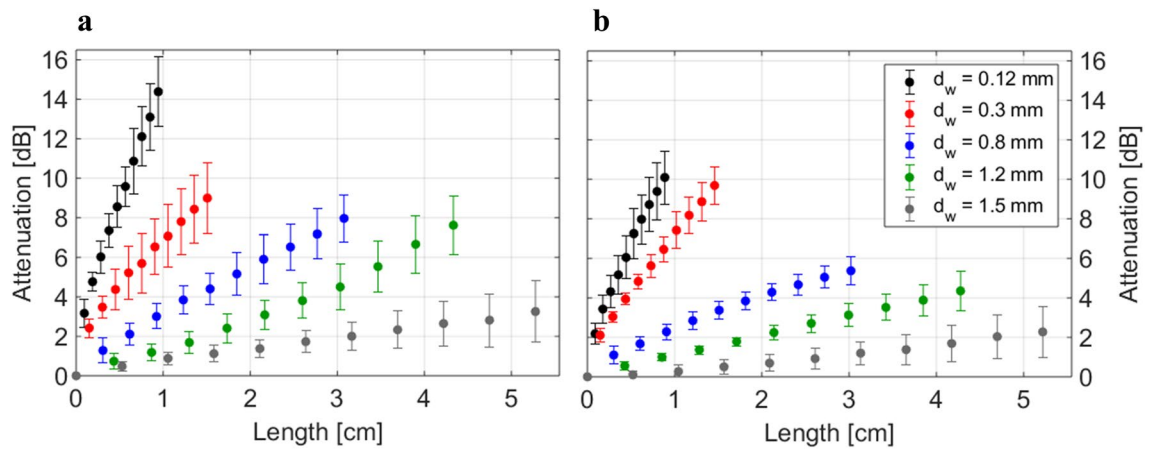 a
b
16
14
12
10
8
6
4
2
0
Attenuation [dB]
0
1
2
3
4
5
Length [cm]
d_w = 0.12 mm
d_w = 0.3 mm
d_w = 0.8 mm
d_w = 1.2 mm
d_w = 1.5 mm
16
14
12
10
8
6
4
2
0
Attenuation [dB]
0
1
2
3
4
5
Length [cm]